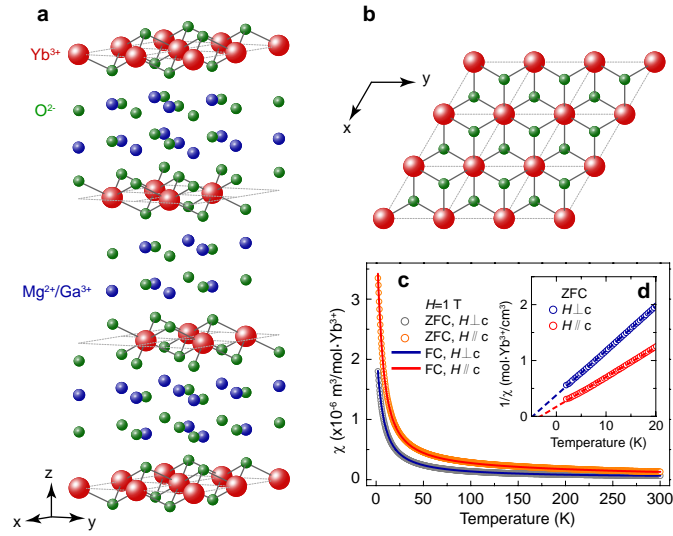 a
Yb³⁺
O²⁻
Mg²⁺/Ga³⁺
z
x
y
b
y
x
c
H=1 T
ZFC, H⊥c
ZFC, H//c
FC, H⊥c
FC, H//c
χ (x10⁻⁶ m³/mol·Yb³⁺)
3
2
1
0
0
50
100
150
200
250
300
Temperature (K)
d
ZFC
H⊥c
H//c
1/χ (mol·Yb³⁺/cm³)
2
1
0
0
10
20
Temperature (K)